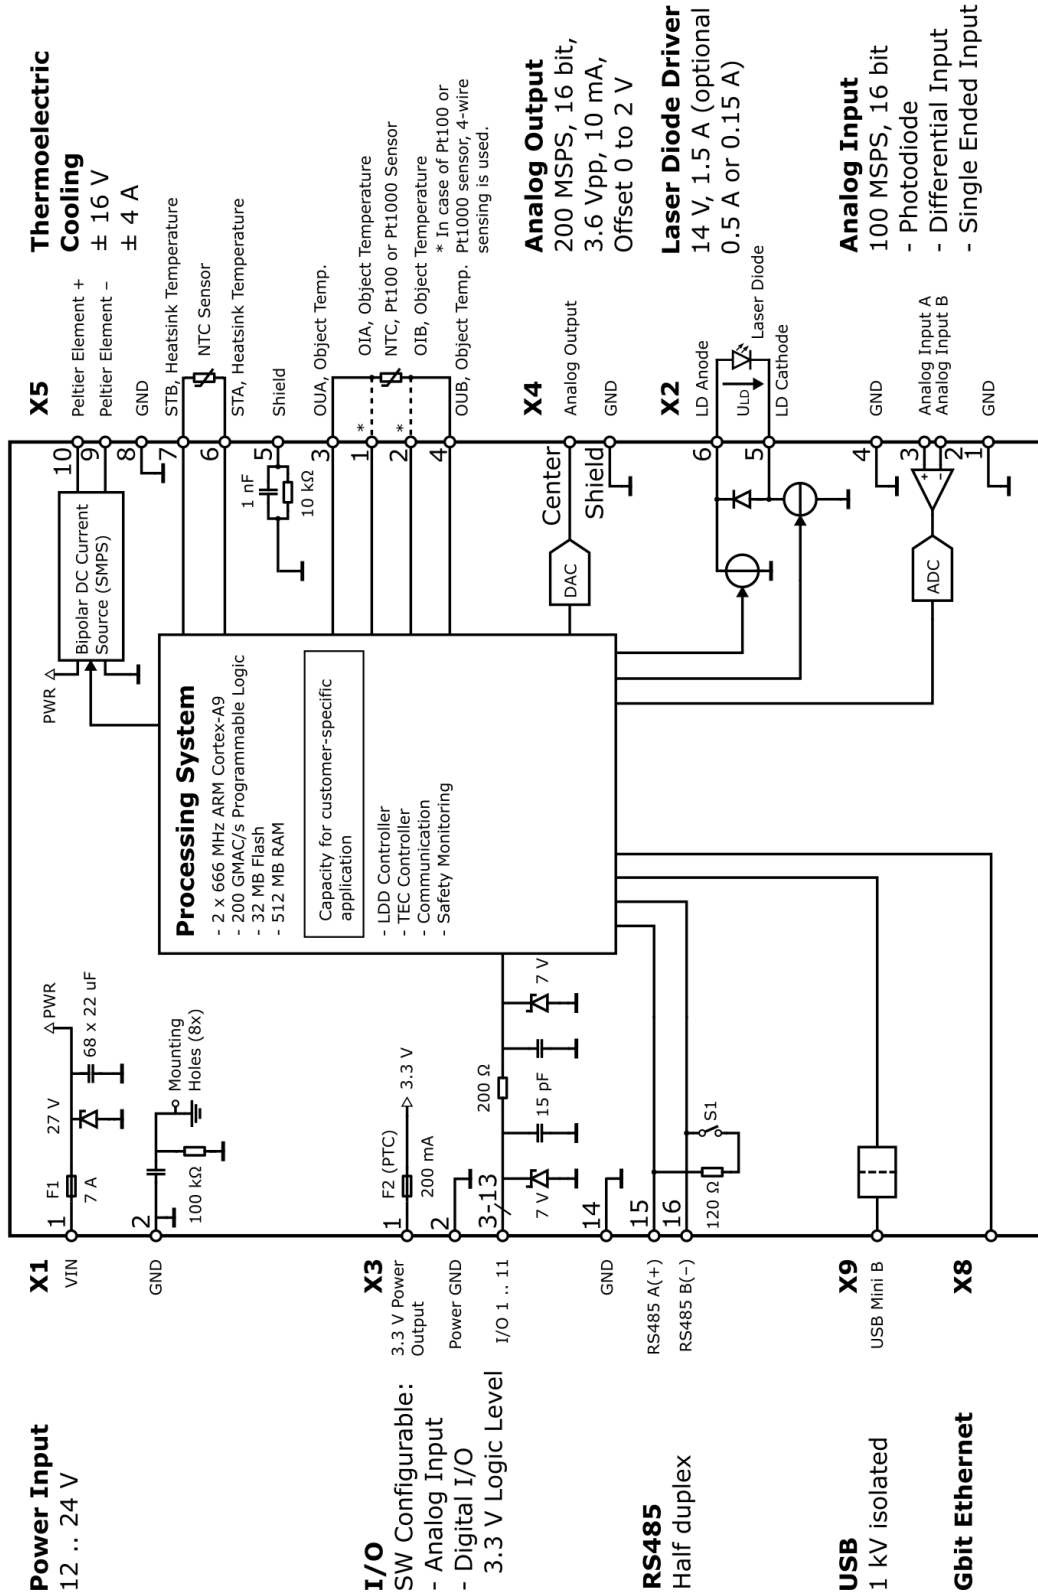 Power Input
12 .. 24 V
X1
VIN
GND
1
2
F1
7 A
27 V
PWR
68 x 22 uF
Mounting
Holes (8x)
100 kΩ
I/O
SW Configurable:
- Analog Input
- Digital I/O
3.3 V Logic Level
X3
3.3 V Power
Output
Power GND
I/O 1 .. 11
GND
1
2
3-13
14
F2 (PTC)
200 mA
3.3 V
200 Ω
7 V
15 pF
7 V
RS485
Half duplex
RS485 A(+)
RS485 B(−)
15
16
120 Ω
S1
USB
1 kV isolated
X9
USB Mini B
Gbit Ethernet
X8
Processing System
- 2 x 666 MHz ARM Cortex-A9
- 200 GMAC/s Programmable Logic
- 32 MB Flash
- 512 MB RAM
Capacity for customer-specific
application
- LDD Controller
- TEC Controller
- Communication
- Safety Monitoring
PWR
Bipolar DC Current
Source (SMPS)
10
9
8
7
6
5
3
1
2
4
1 nF
10 kΩ
*
*
X5
Peltier Element +
Peltier Element −
GND
STB, Heatsink Temperature
NTC Sensor
STA, Heatsink Temperature
Shield
OUA, Object Temp.
OIA, Object Temperature
NTC, Pt100 or Pt1000 Sensor
OIB, Object Temperature
OUB, Object Temp.
* In case of Pt100 or
Pt1000 sensor, 4-wire
sensing is used.
Thermoelectric
Cooling
± 16 V
± 4 A
DAC
Center
Shield
X4
Analog Output
GND
Analog Output
200 MSPS, 16 bit,
3.6 Vpp, 10 mA,
Offset 0 to 2 V
6
5
X2
LD Anode
ULD
Laser Diode
LD Cathode
Laser Diode Driver
14 V, 1.5 A (optional
0.5 A or 0.15 A)
ADC
+
−
4
3
2
1
GND
Analog Input A
Analog Input B
GND
Analog Input
100 MSPS, 16 bit
- Photodiode
- Differential Input
- Single Ended Input